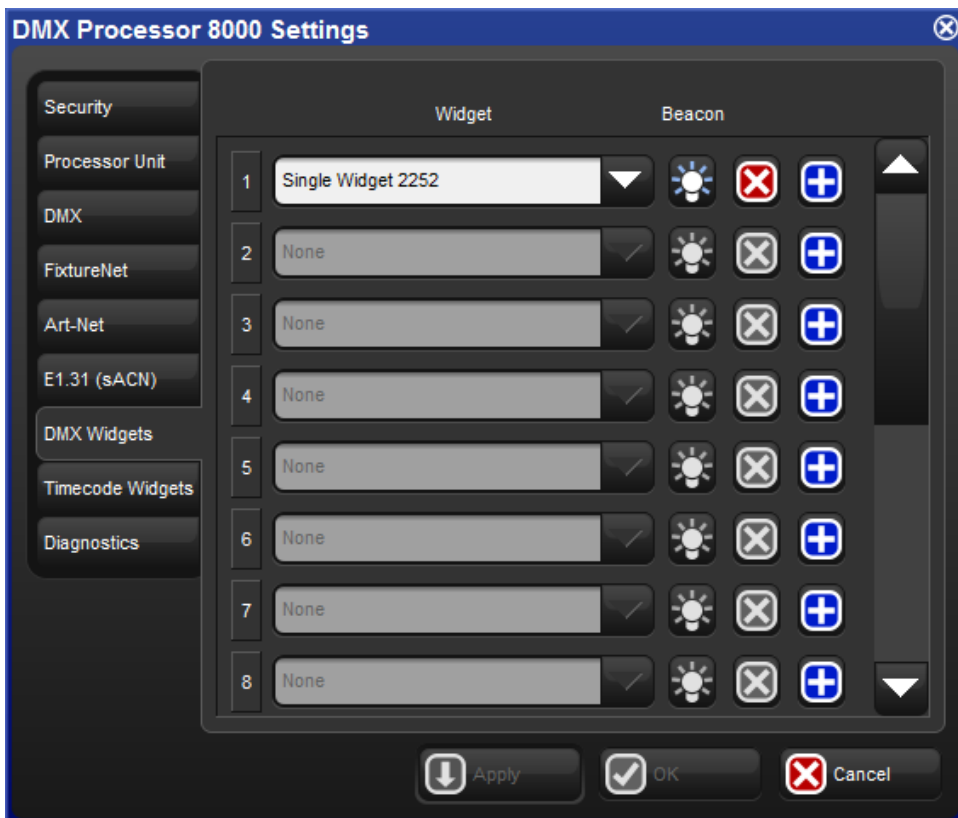 DMX Processor 8000 Settings
Security
Processor Unit
DMX
FixtureNet
Art-Net
E1.31 (sACN)
DMX Widgets
Timecode Widgets
Diagnostics
Widget Beacon
1 Single Widget 2252
2 None
3 None
4 None
5 None
6 None
7 None
8 None
Apply OK Cancel